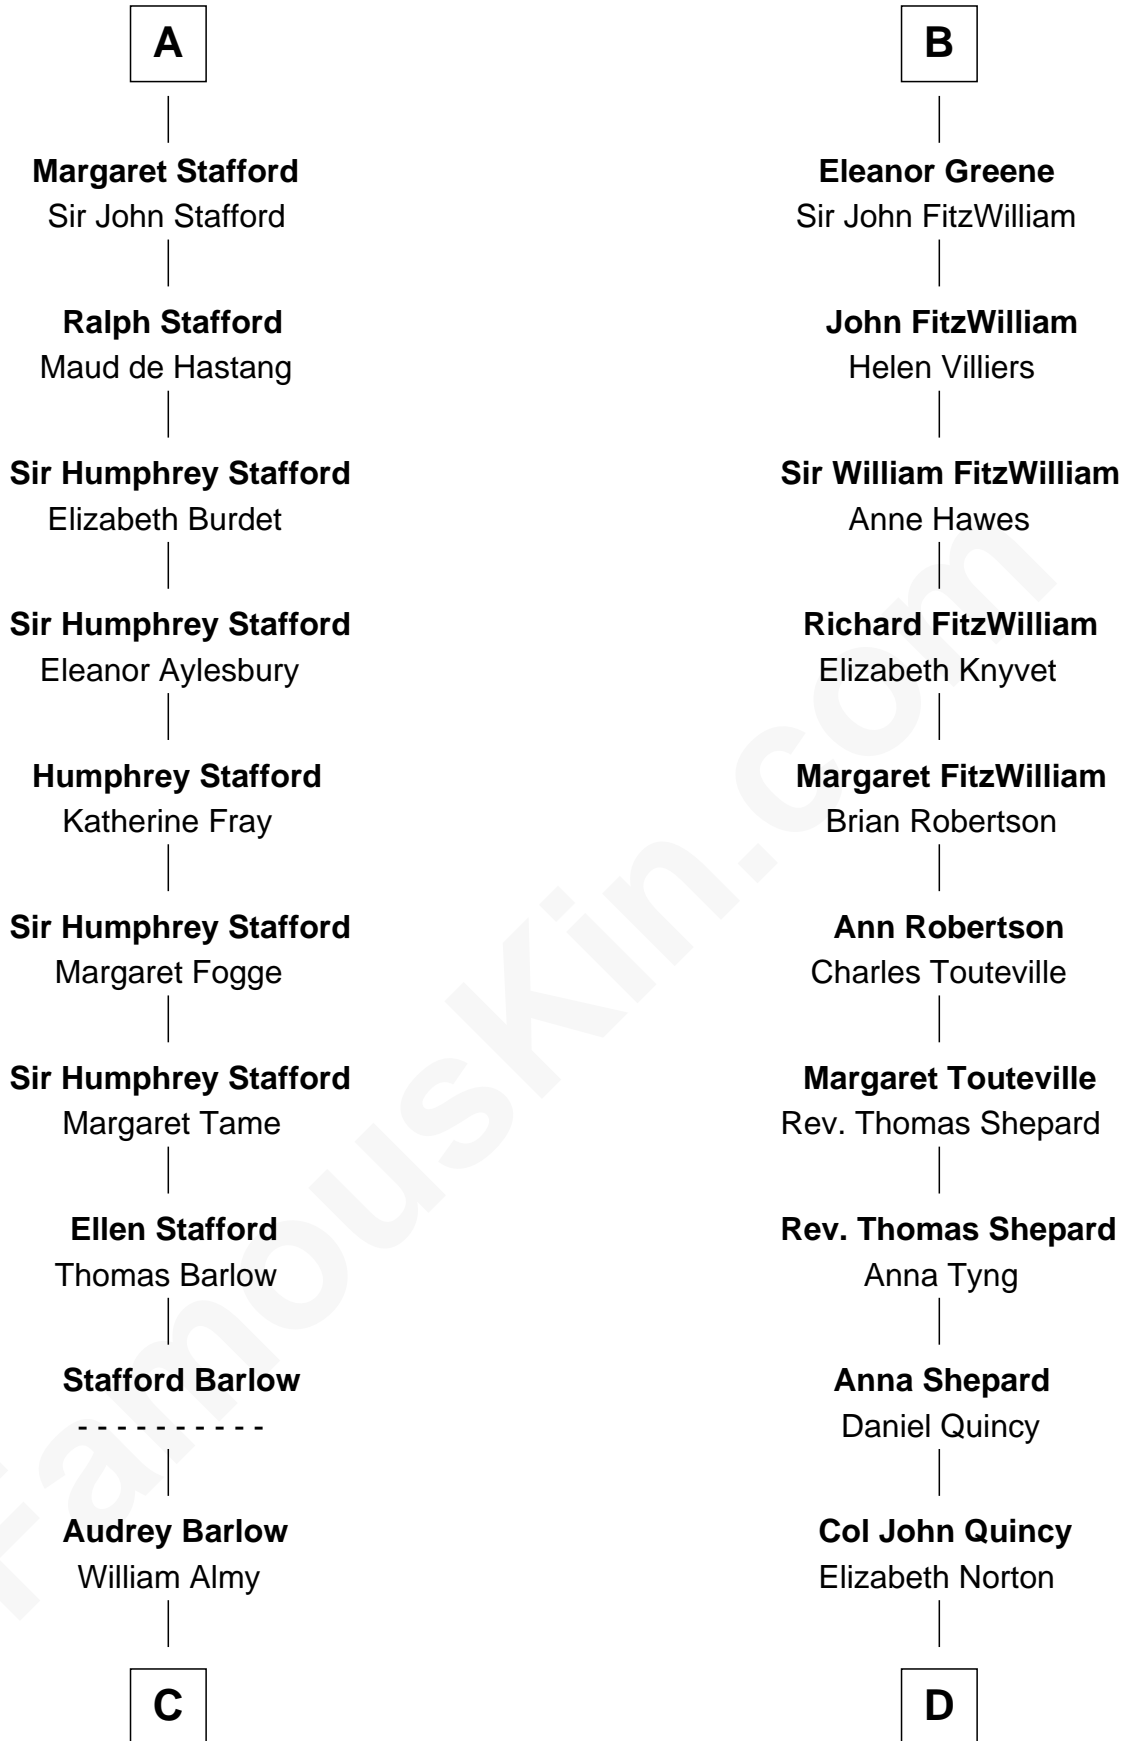 A
Margaret Stafford
Sir John Stafford
Ralph Stafford
Maud de Hastang
Sir Humphrey Stafford
Elizabeth Burdet
Sir Humphrey Stafford
Eleanor Aylesbury
Humphrey Stafford
Katherine Fray
Sir Humphrey Stafford
Margaret Fogge
Sir Humphrey Stafford
Margaret Tame
Ellen Stafford
Thomas Barlow
Stafford Barlow
- - - - - - - - - -
Audrey Barlow
William Almy
C
B
Eleanor Greene
Sir John FitzWilliam
John FitzWilliam
Helen Villiers
Sir William FitzWilliam
Anne Hawes
Richard FitzWilliam
Elizabeth Knyvet
Margaret FitzWilliam
Brian Robertson
Ann Robertson
Charles Touteville
Margaret Touteville
Rev. Thomas Shepard
Rev. Thomas Shepard
Anna Tyng
Anna Shepard
Daniel Quincy
Col John Quincy
Elizabeth Norton
D
FamousKin.com